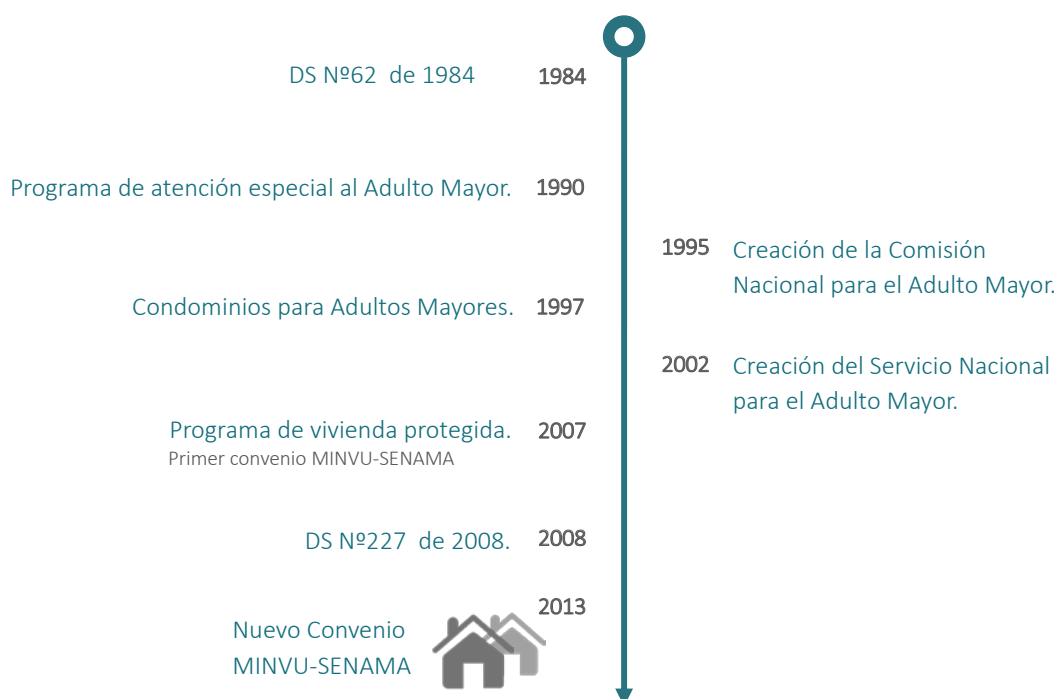 DS Nº62 de 1984 1984
Programa de atención especial al Adulto Mayor. 1990
1995 Creación de la Comisión
Nacional para el Adulto Mayor.
Condominios para Adultos Mayores. 1997
2002 Creación del Servicio Nacional
para el Adulto Mayor.
Programa de vivienda protegida. 2007
Primer convenio MINVU-SENAMA
DS Nº227 de 2008. 2008
2013
Nuevo Convenio
MINVU-SENAMA